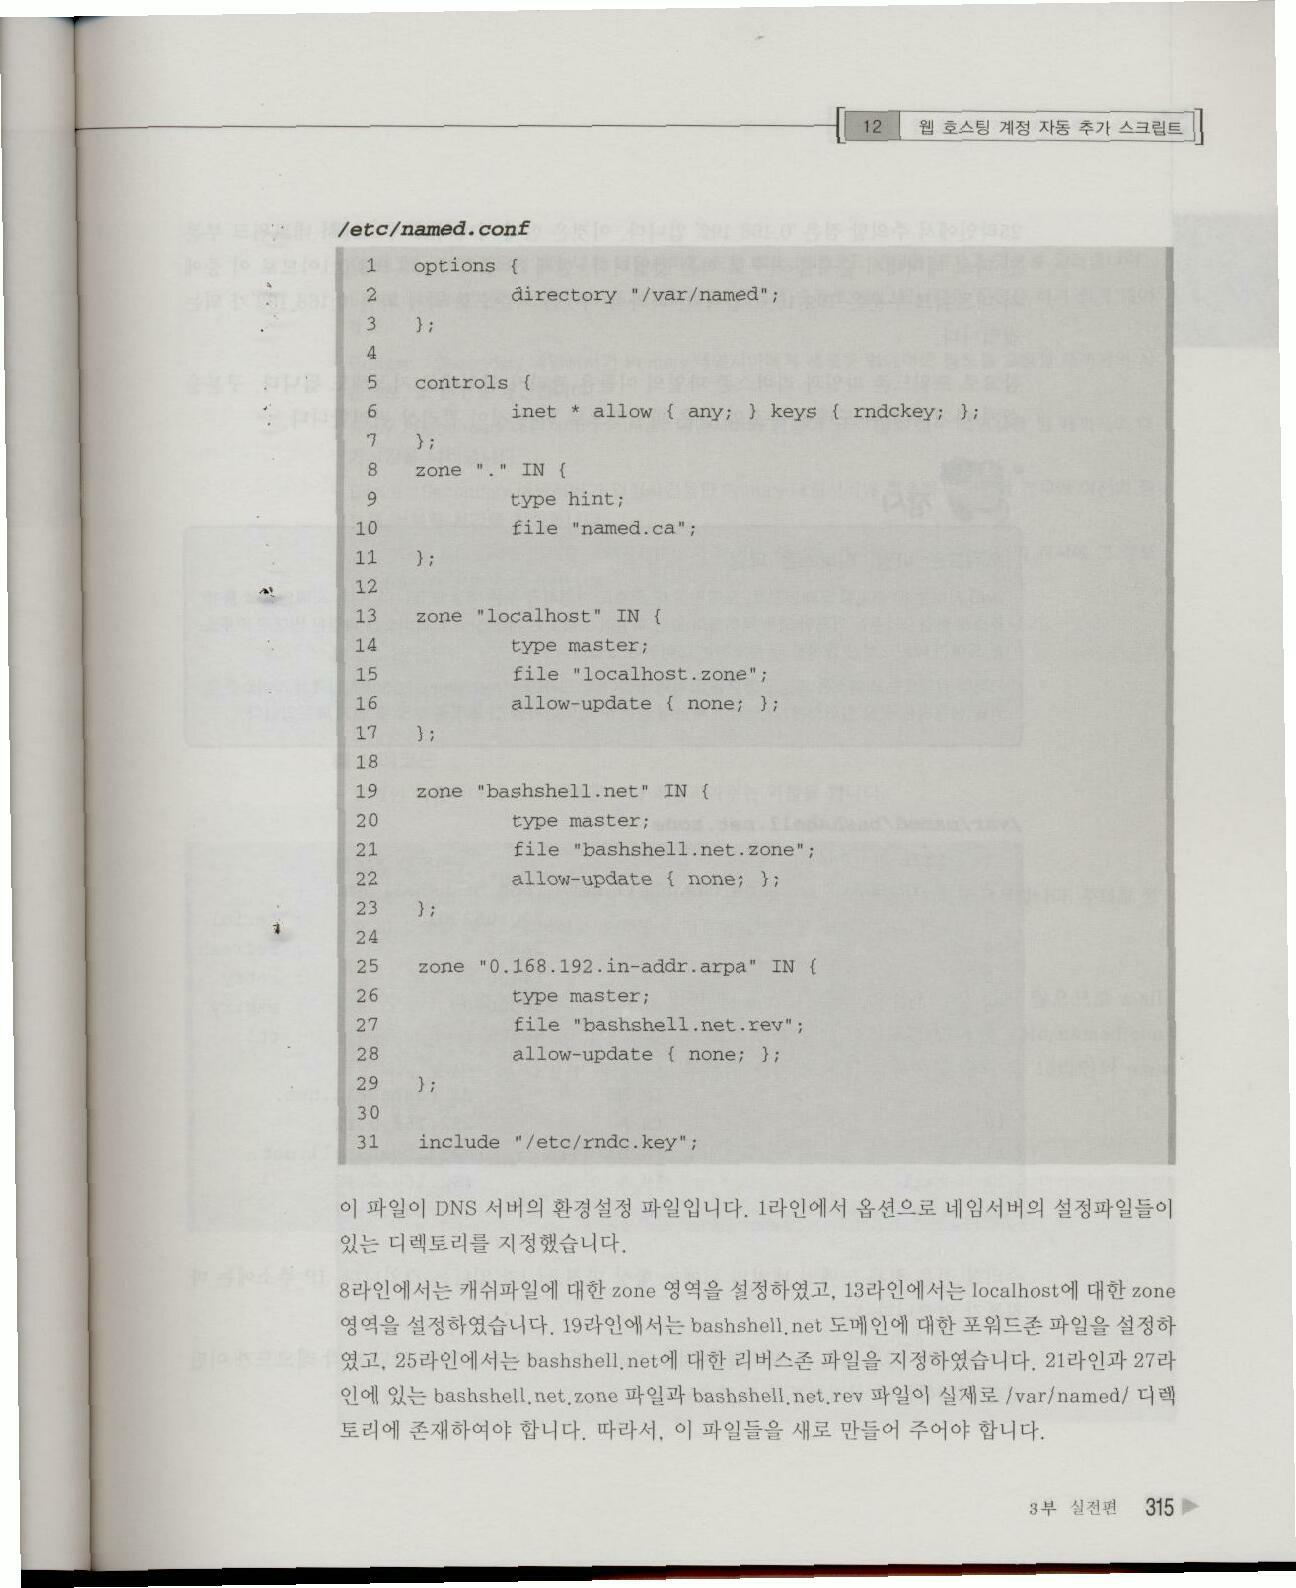 12 웹 호스팅 계정 자동 추가 스크립트
/etc/named.conf
1 options {
2 directory "/var/named";
3 };
4
5 controls {
6 inet * allow { any; } keys { rndckey; };
7 };
8 zone "." IN {
9 type hint;
10 file "named.ca";
11 };
12
13 zone "localhost" IN {
14 type master;
15 file "localhost.zone";
16 allow-update { none; };
17 };
18
19 zone "bashshell.net" IN {
20 type master;
21 file "bashshell.net.zone";
22 allow-update { none; };
23 };
24
25 zone "0.168.192.in-addr.arpa" IN {
26 type master;
27 file "bashshell.net.rev";
28 allow-update { none; };
29 };
30
31 include "/etc/rndc.key";
이 파일이 DNS 서버의 환경설정 파일입니다. 1라인에서 옵션으로 네임서버의 설정파일들이
있는 디렉토리를 지정했습니다.
8라인에서는 캐쉬파일에 대한 zone 영역을 설정하였고, 13라인에서는 localhost에 대한 zone
영역을 설정하였습니다. 19라인에서는 bashshell.net 도메인에 대한 포워드존 파일을 설정하
였고, 25라인에서는 bashshell.net에 대한 리버스존 파일을 지정하였습니다. 21라인과 27라
인에 있는 bashshell.net.zone 파일과 bashshell.net.rev 파일이 실제로 /var/named/ 디렉
토리에 존재하여야 합니다. 따라서, 이 파일들을 새로 만들어 주어야 합니다.
3부 실전편 315